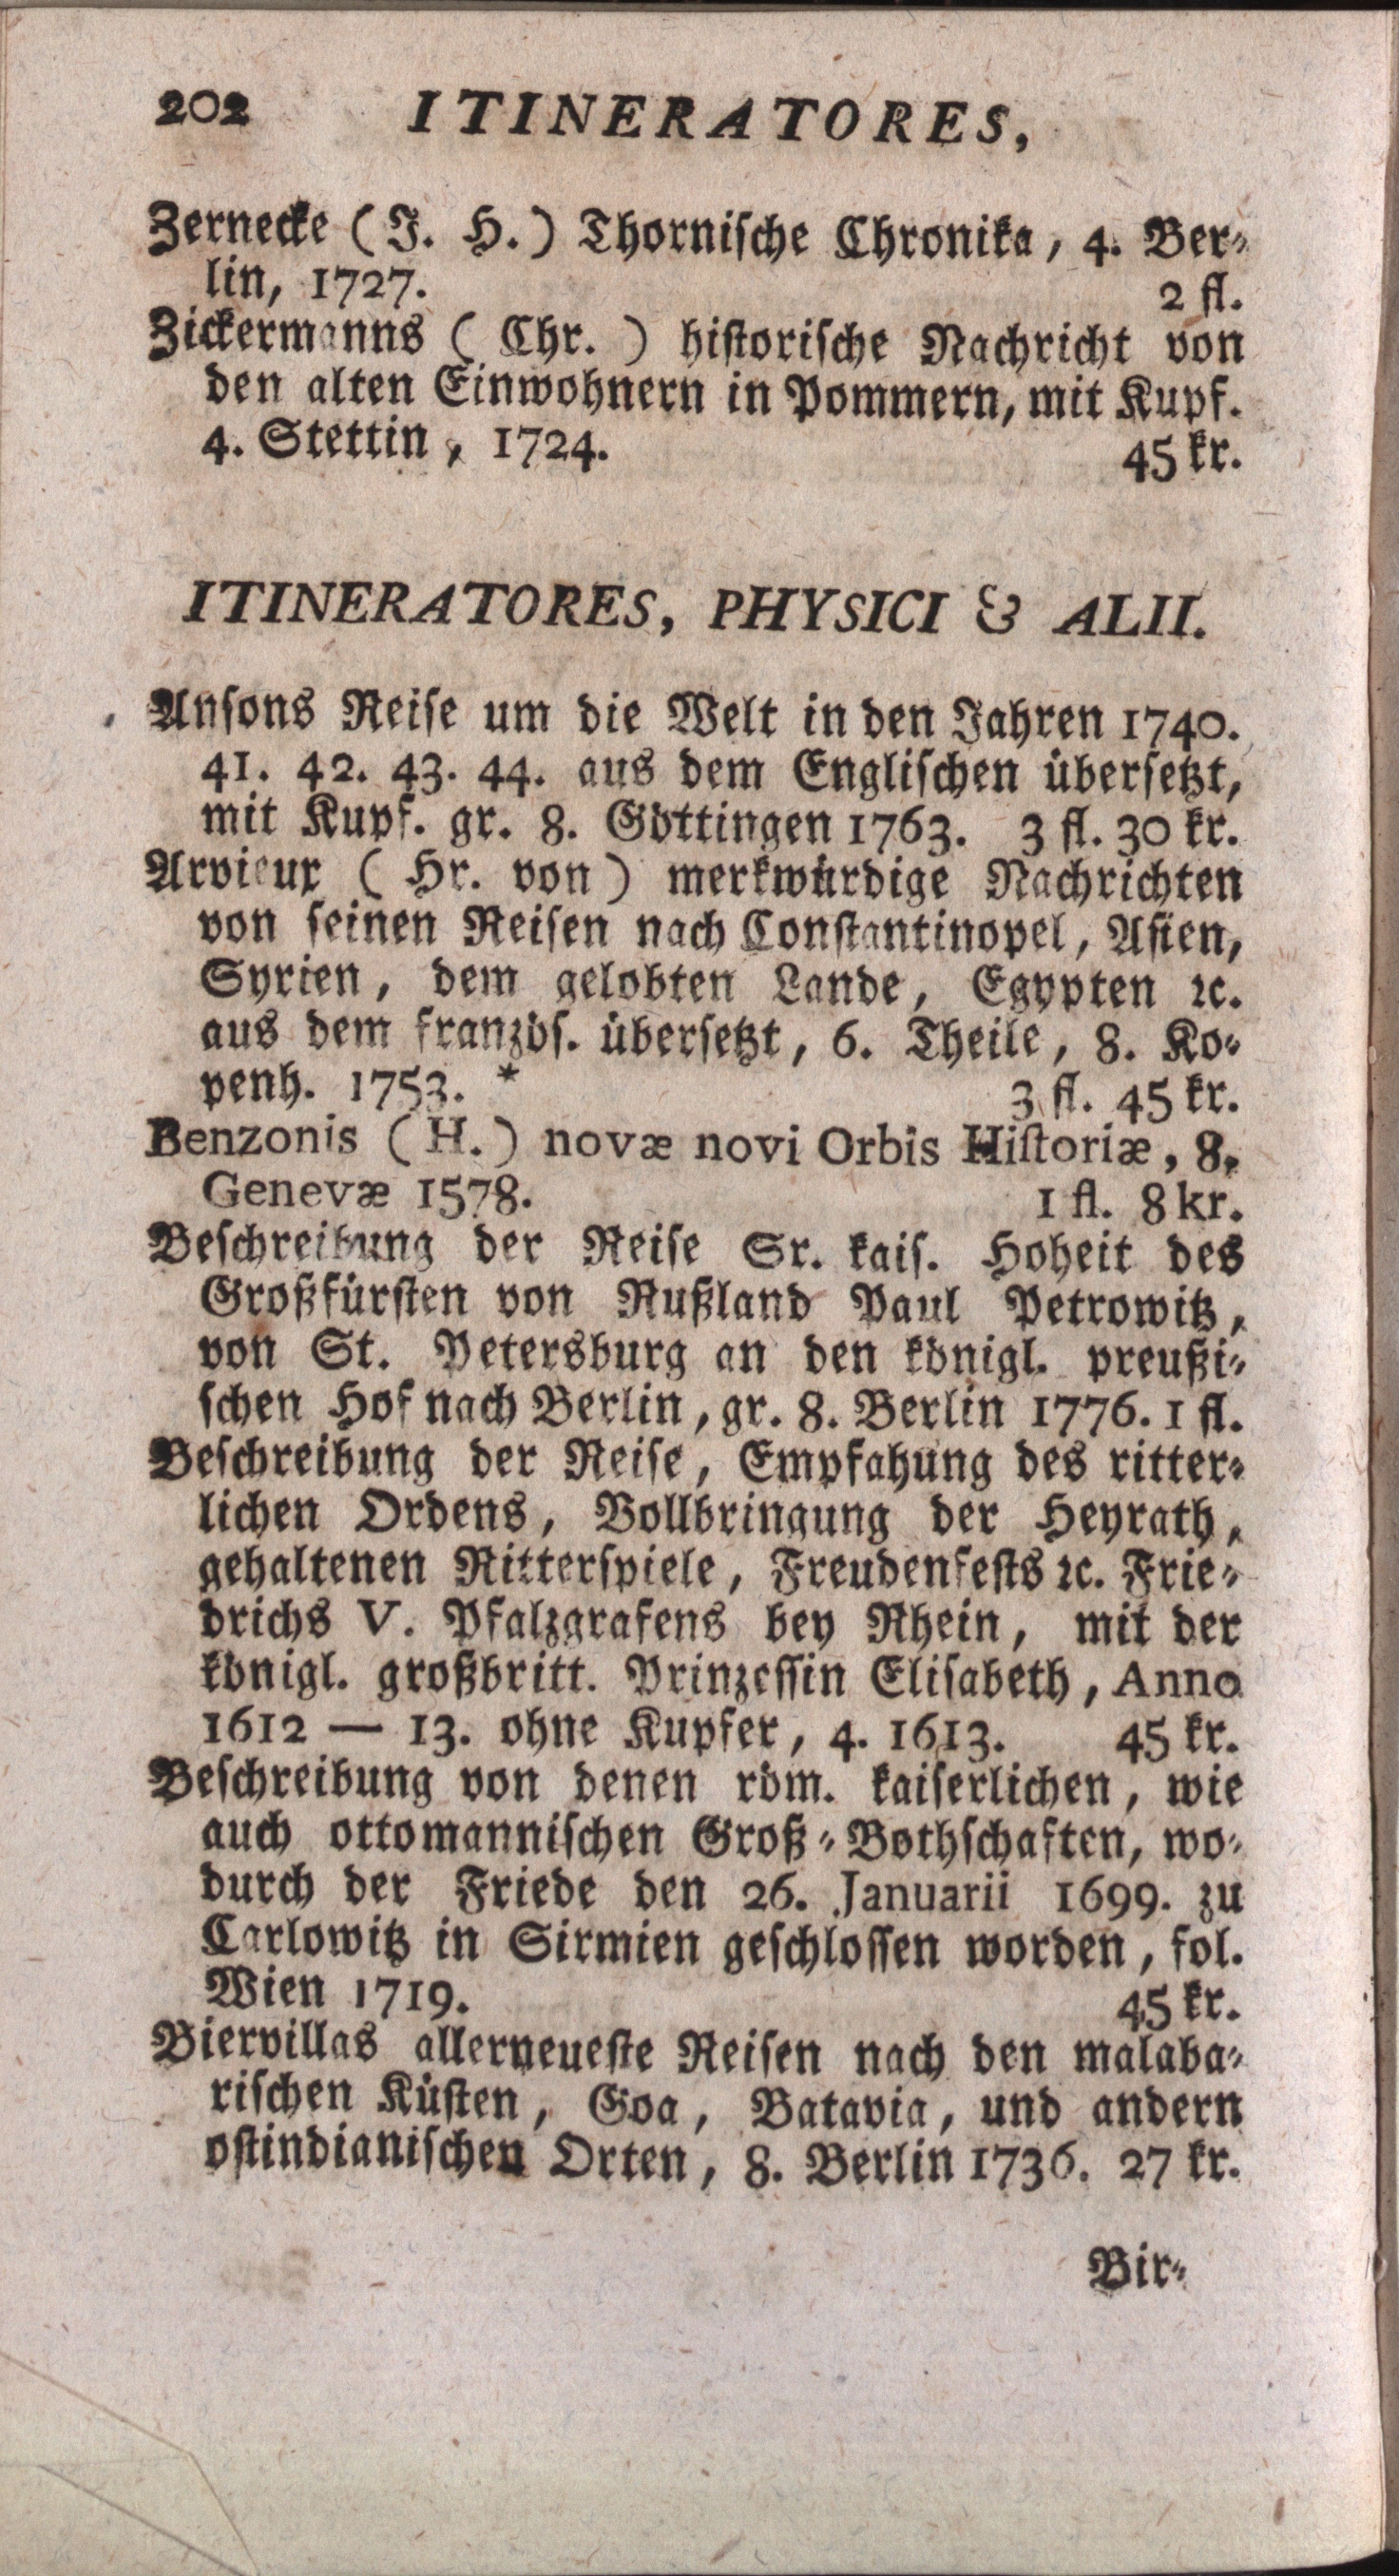 202 ITINERATORES,
Zernecke (J. H.) Thornische Chronika, 4. Ber-
lin, 1727. 2 fl.
Zickermanns ( Chr. ) historische Nachricht von
den alten Einwohnern in Pommern, mit Kupf.
4. Stettin, 1724. 45 kr.
ITINERATORES, PHYSICI & ALII.
Ansons Reise um die Welt in den Jahren 1740.
41. 42. 43. 44. aus dem Englischen übersetzt,
mit Kupf. gr. 8. Göttingen 1763. 3 fl. 30 kr.
Arvieux ( Hr. von ) merkwürdige Nachrichten
von seinen Reisen nach Constantinopel, Asien,
Syrien, dem gelobten Lande, Egypten ꝛc.
aus dem französ. übersetzt, 6. Theile, 8. Ko-
penh. 1753. * 3 fl. 45 kr.
Benzonis (H.) novæ novi Orbis Historiæ, 8.
Genevæ 1578. 1 fl. 8 kr.
Beschreibung der Reise Sr. kais. Hoheit des
Großfürsten von Rußland Paul Petrowitz,
von St. Petersburg an den königl. preußi-
schen Hof nach Berlin, gr. 8. Berlin 1776. 1 fl.
Beschreibung der Reise, Empfahung des ritter-
lichen Ordens, Vollbringung der Heyrath,
gehaltenen Ritterspiele, Freudenfests ꝛc. Frie-
drichs V. Pfalzgrafens bey Rhein, mit der
königl. großbritt. Prinzessin Elisabeth, Anno
1612 — 13. ohne Kupfer, 4. 1613. 45 kr.
Beschreibung von denen röm. kaiserlichen, wie
auch ottomannischen Groß-Bothschaften, wo-
durch der Friede den 26. Januarii 1699. zu
Carlowitz in Sirmien geschlossen worden, fol.
Wien 1719. 45 kr.
Biervillas allerneueste Reisen nach den malaba-
rischen Küsten, Goa, Batavia, und andern
ostindianischen Orten, 8. Berlin 1736. 27 kr.
Bir-